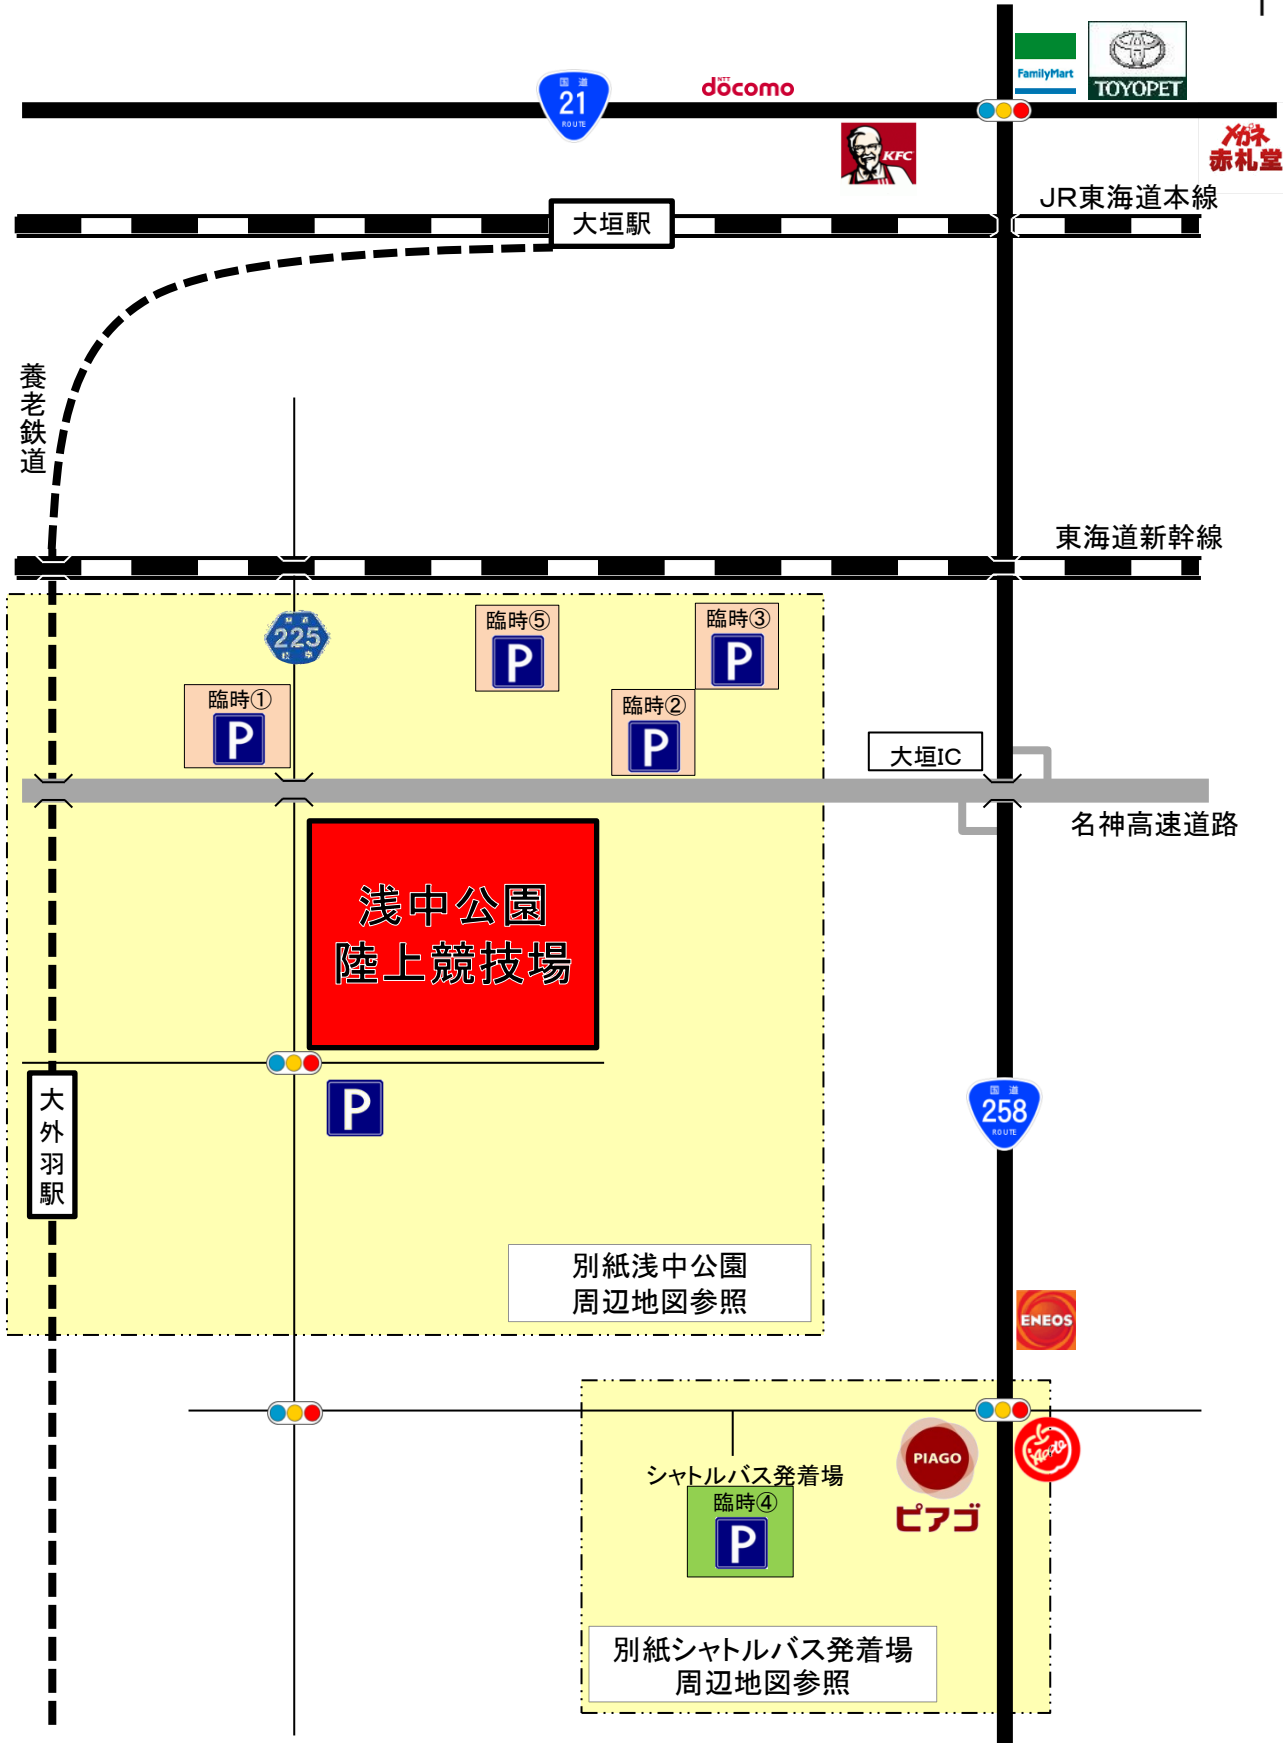 国道
21
ROUTE
NTT
docomo
FamilyMart
TOYOPET
KFC
メガネ
赤札堂
JR東海道本線
大垣駅
養老鉄道
東海道新幹線
225
臨時⑤
P
臨時③
P
臨時①
P
臨時②
P
大垣IC
名神高速道路
浅中公園
陸上競技場
P
大外羽駅
国道
258
ROUTE
別紙浅中公園
周辺地図参照
ENEOS
PIAGO
ピアゴ
Apple
シャトルバス発着場
臨時④
P
別紙シャトルバス発着場
周辺地図参照